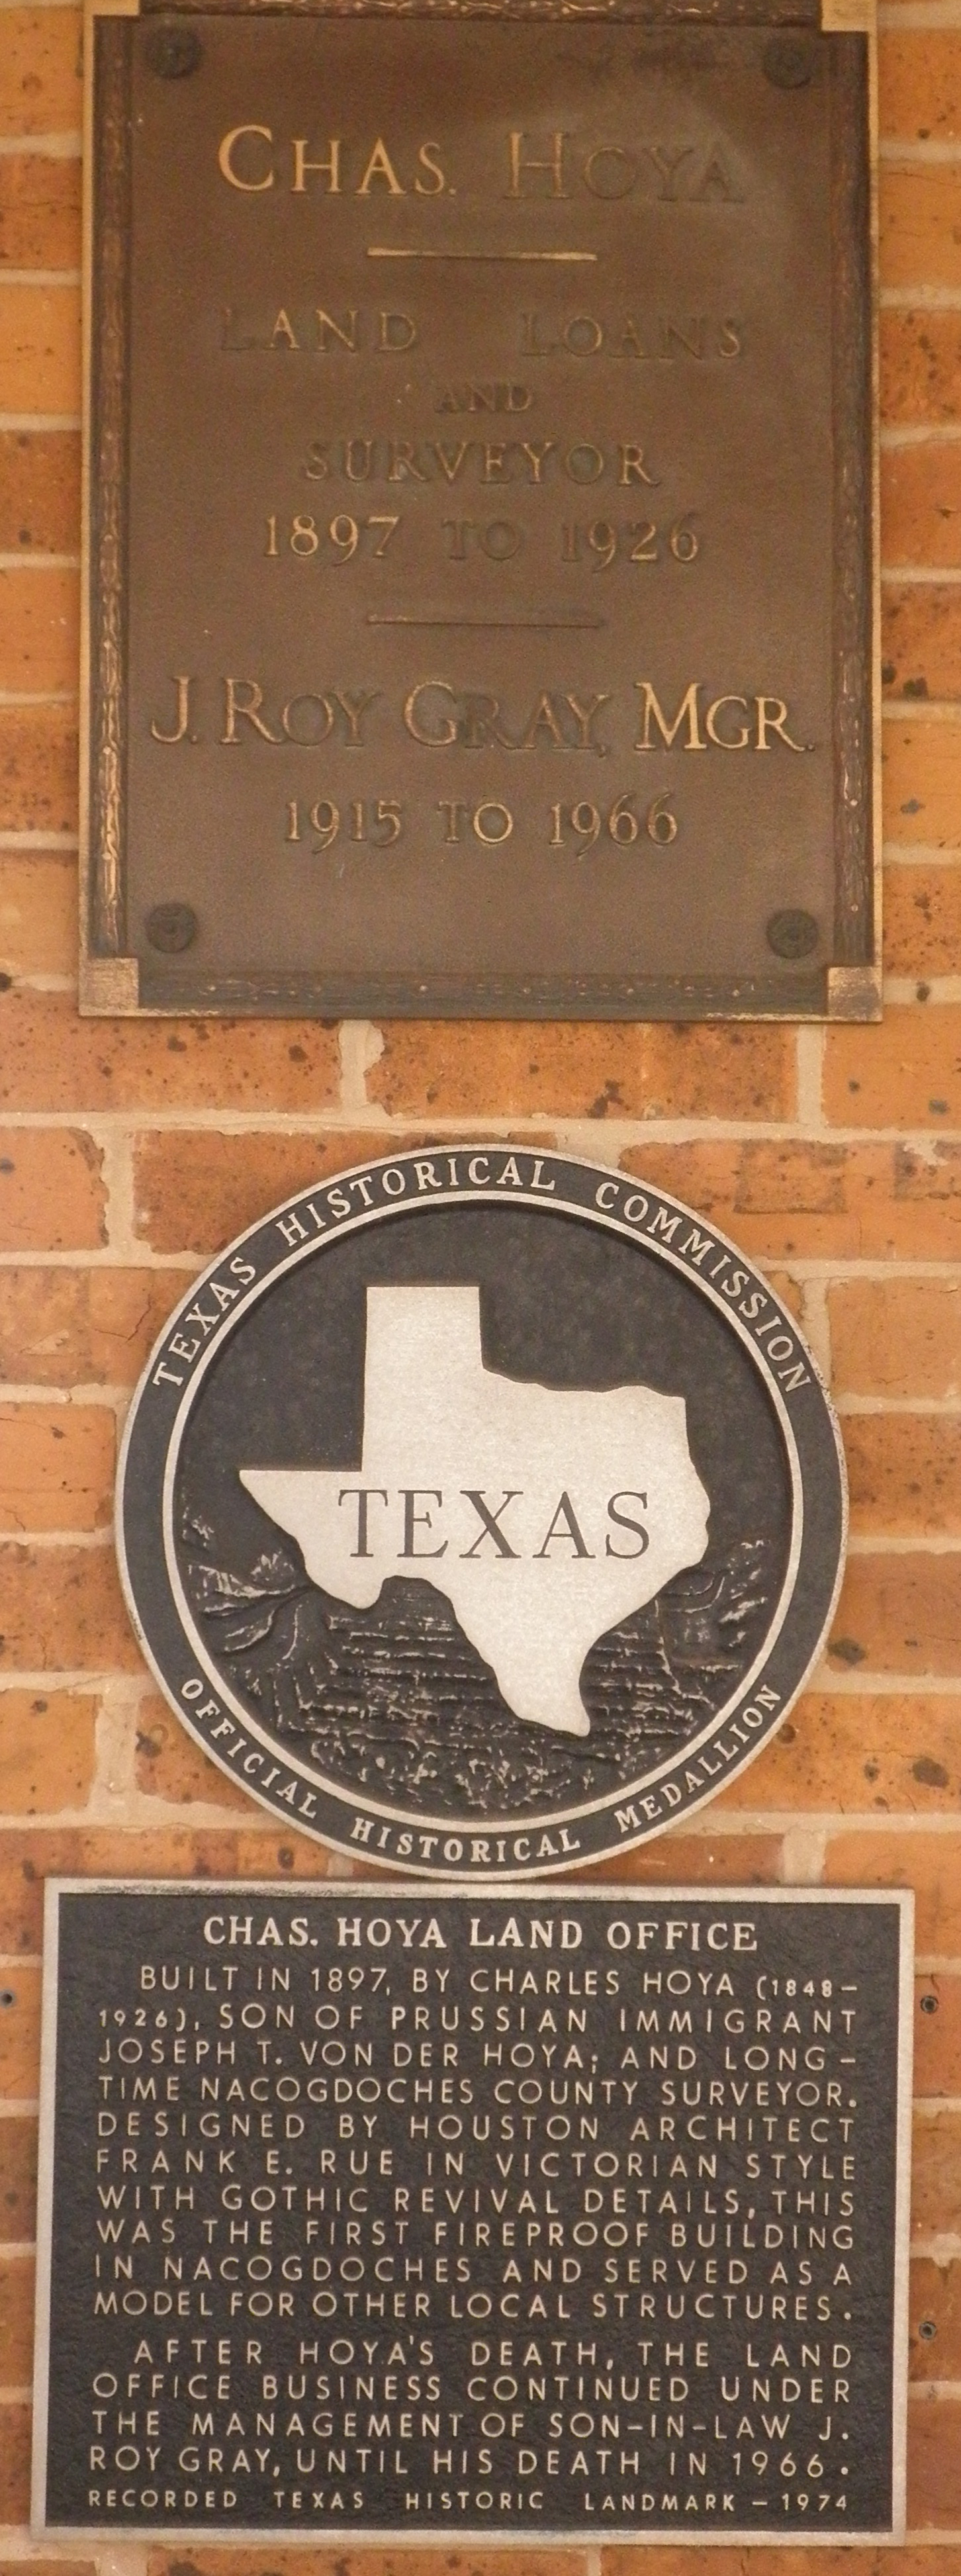 CHAS. HOYA
LAND LOANS
AND
SURVEYOR
1897 TO 1926
J. ROY GRAY, MGR.
1915 TO 1966
TEXAS HISTORICAL COMMISSION
TEXAS
OFFICIAL HISTORICAL MEDALLION
CHAS. HOYA LAND OFFICE
BUILT IN 1897, BY CHARLES HOYA (1848-
1926), SON OF PRUSSIAN IMMIGRANT
JOSEPH T. VON DER HOYA; AND LONG-
TIME NACOGDOCHES COUNTY SURVEYOR.
DESIGNED BY HOUSTON ARCHITECT
FRANK E. RUE IN VICTORIAN STYLE
WITH GOTHIC REVIVAL DETAILS, THIS
WAS THE FIRST FIREPROOF BUILDING
IN NACOGDOCHES AND SERVED AS A
MODEL FOR OTHER LOCAL STRUCTURES.
AFTER HOYA'S DEATH, THE LAND
OFFICE BUSINESS CONTINUED UNDER
THE MANAGEMENT OF SON-IN-LAW J.
ROY GRAY, UNTIL HIS DEATH IN 1966.
RECORDED TEXAS HISTORIC LANDMARK - 1974